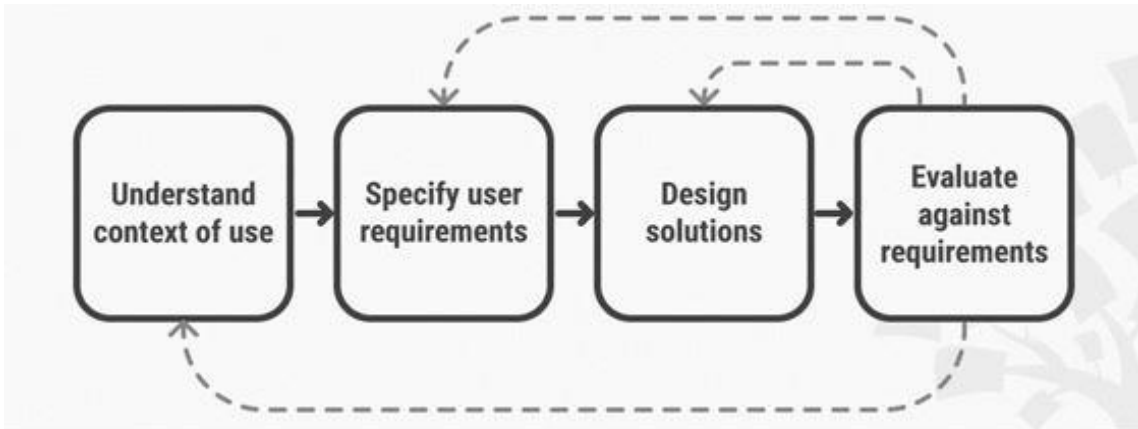 Understand
context of use
Specify user
requirements
Design
solutions
Evaluate
against
requirements